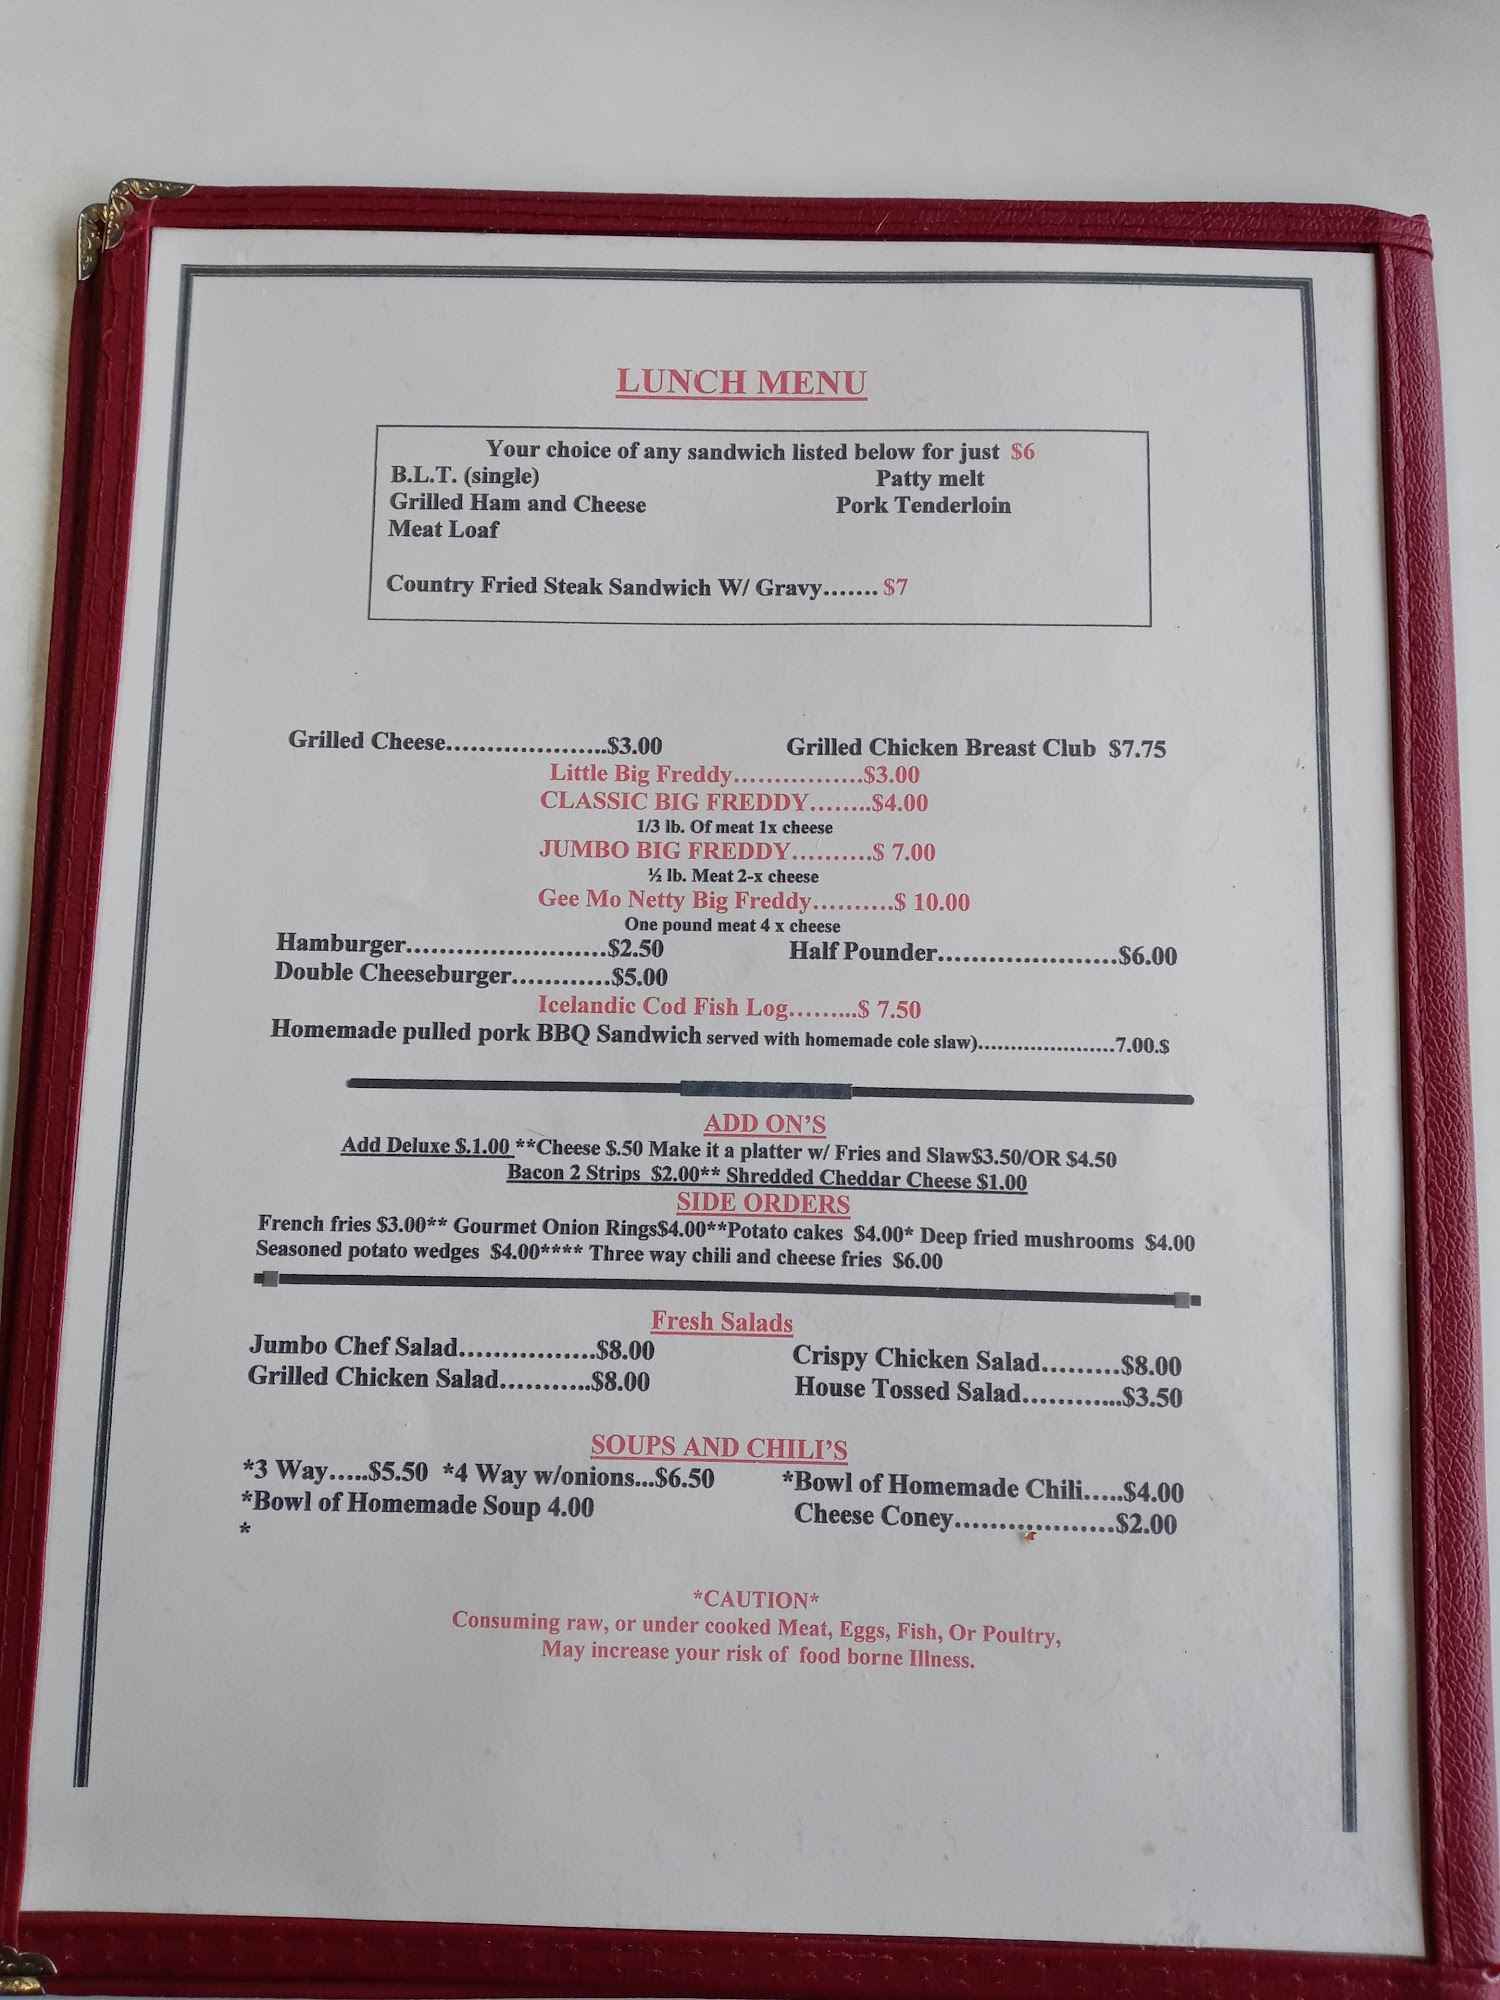 LUNCH MENU
Your choice of any sandwich listed below for just $6
B.L.T. (single) Patty melt
Grilled Ham and Cheese Pork Tenderloin
Meat Loaf
Country Fried Steak Sandwich W/ Gravy....... $7
Grilled Cheese.....................$3.00 Grilled Chicken Breast Club $7.75
Little Big Freddy................$3.00
CLASSIC BIG FREDDY........$4.00
1/3 lb. Of meat 1x cheese
JUMBO BIG FREDDY..........$ 7.00
½ lb. Meat 2-x cheese
Gee Mo Netty Big Freddy..........$ 10.00
One pound meat 4 x cheese
Hamburger.........................$2.50 Half Pounder......................$6.00
Double Cheeseburger............$5.00
Icelandic Cod Fish Log.........$ 7.50
Homemade pulled pork BBQ Sandwich served with homemade cole slaw)......................7.00.$
ADD ON'S
Add Deluxe $.1.00 **Cheese $.50 Make it a platter w/ Fries and Slaw$3.50/OR $4.50
Bacon 2 Strips $2.00** Shredded Cheddar Cheese $1.00
SIDE ORDERS
French fries $3.00** Gourmet Onion Rings$4.00**Potato cakes $4.00* Deep fried mushrooms $4.00
Seasoned potato wedges $4.00**** Three way chili and cheese fries $6.00
Fresh Salads
Jumbo Chef Salad.................$8.00 Crispy Chicken Salad.........$8.00
Grilled Chicken Salad...........$8.00 House Tossed Salad............$3.50
SOUPS AND CHILI'S
*3 Way.....$5.50 *4 Way w/onions...$6.50 *Bowl of Homemade Chili.....$4.00
*Bowl of Homemade Soup 4.00 Cheese Coney...................$2.00
*
*CAUTION*
Consuming raw, or under cooked Meat, Eggs, Fish, Or Poultry,
May increase your risk of food borne Illness.